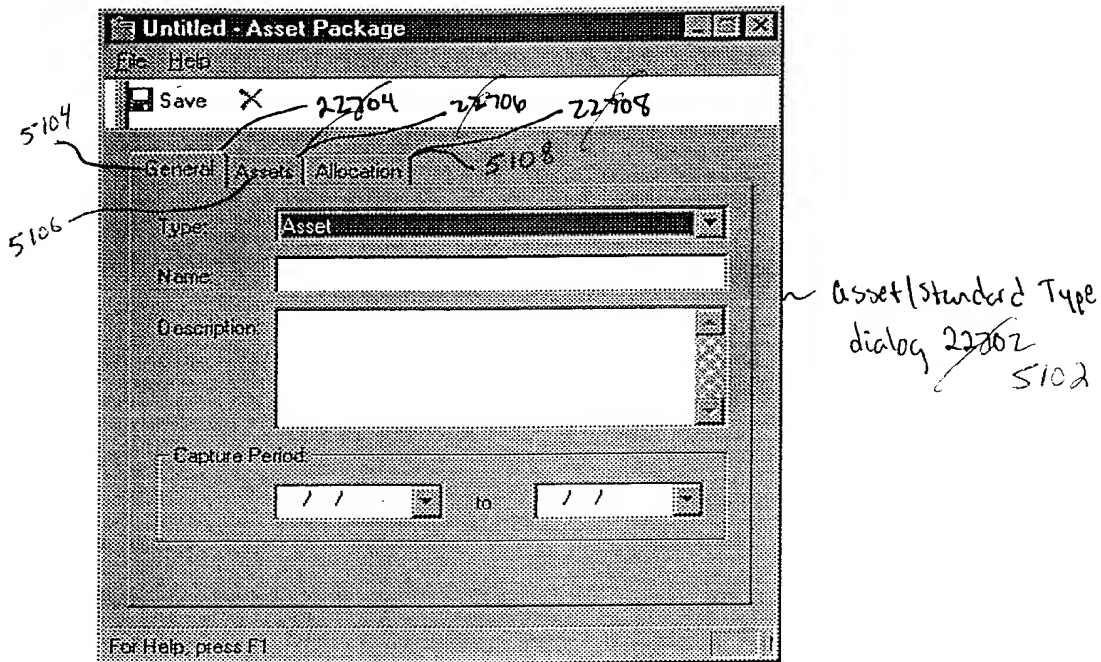 Untitled - Asset Package
File Help
Save 22704 22706 22708
5104
General Assets Allocation 5108
5106
Type: Asset
Name:
Description:
asset/Standard Type
dialog 22702
5102
Capture Period:
/ / to / /
For Help, press F1